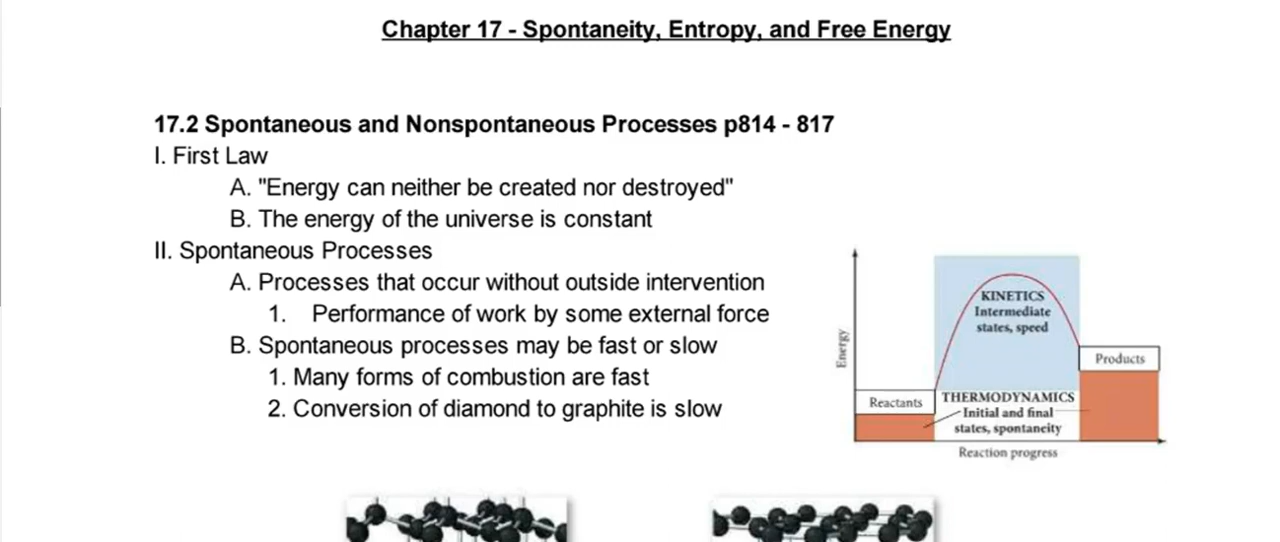 Chapter 17 - Spontaneity, Entropy, and Free Energy
17.2 Spontaneous and Nonspontaneous Processes p814 - 817
I. First Law
A. "Energy can neither be created nor destroyed"
B. The energy of the universe is constant
II. Spontaneous Processes
A. Processes that occur without outside intervention
1. Performance of work by some external force
B. Spontaneous processes may be fast or slow
1. Many forms of combustion are fast
2. Conversion of diamond to graphite is slow
Energy
KINETICS
Intermediate
states, speed
Products
Reactants
THERMODYNAMICS
Initial and final
states, spontaneity
Reaction progress